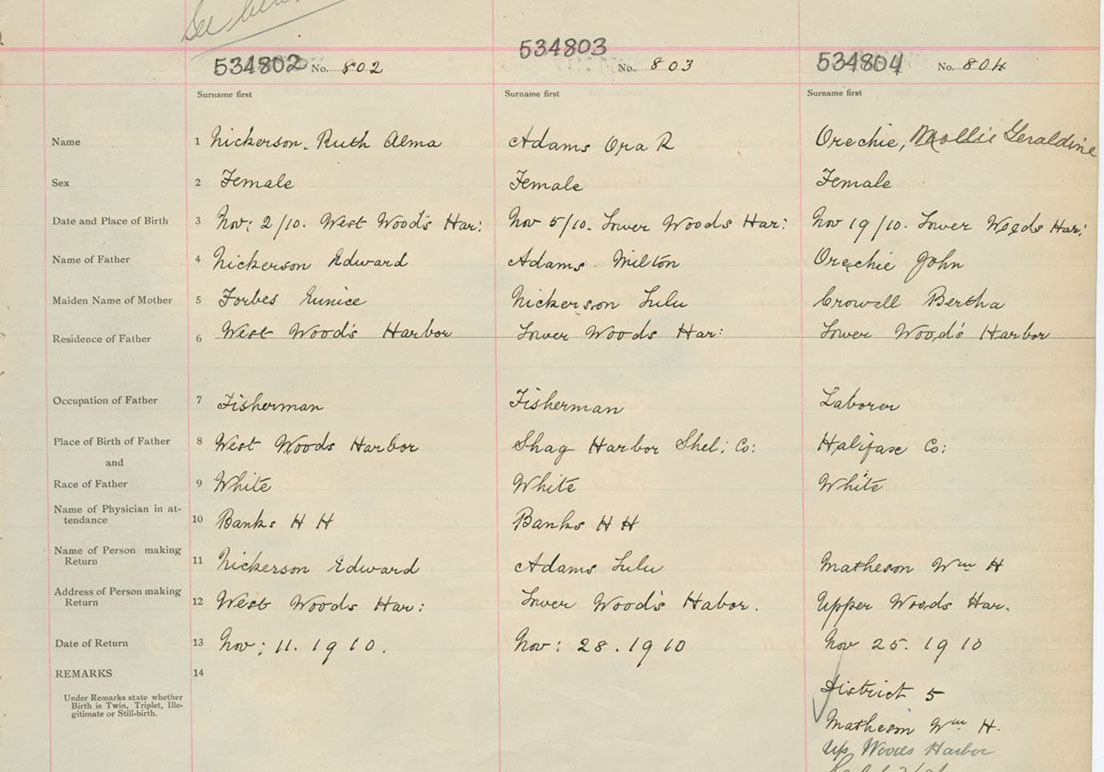 See
534802 No. 802 534803 No. 803 534804 No. 804
Surname first Surname first Surname first
Name 1 Nickerson, Ruth Alma Adams Ora R Orechie, Mollie Geraldine
Sex 2 Female Female Female
Date and Place of Birth 3 Nov: 2/10. West Wood's Har: Nov 5/10. Lower Woods Har: Nov 19/10. Lower Woods Har:
Name of Father 4 Nickerson Edward Adams Milton Orechie John
Maiden Name of Mother 5 Forbes Eunice Nickerson Lulu Crowell Bertha
Residence of Father 6 West Wood's Harbor Lower Woods Har: Lower Wood's Harbor
Occupation of Father 7 Fisherman Fisherman Laborer
Place of Birth of Father 8 West Woods Harbor Shag Harbor Shel: Co: Halifax Co:
and
Race of Father 9 White White White
Name of Physician in at-
tendance 10 Banks H H Banks H H
Name of Person making
Return 11 Nickerson Edward Adams Lulu Matheson Wm H
Address of Person making
Return 12 West Woods Har: Lower Wood's Habor. Upper Woods Har.
Date of Return 13 Nov; 11. 1910. Nov: 28. 1910 Nov 25. 1910
REMARKS 14
Under Remarks state whether
Birth is Twin, Triplet, Ille-
gitimate or Still-birth.
District 5
Matheson Wm H.
Up Woods Harbor